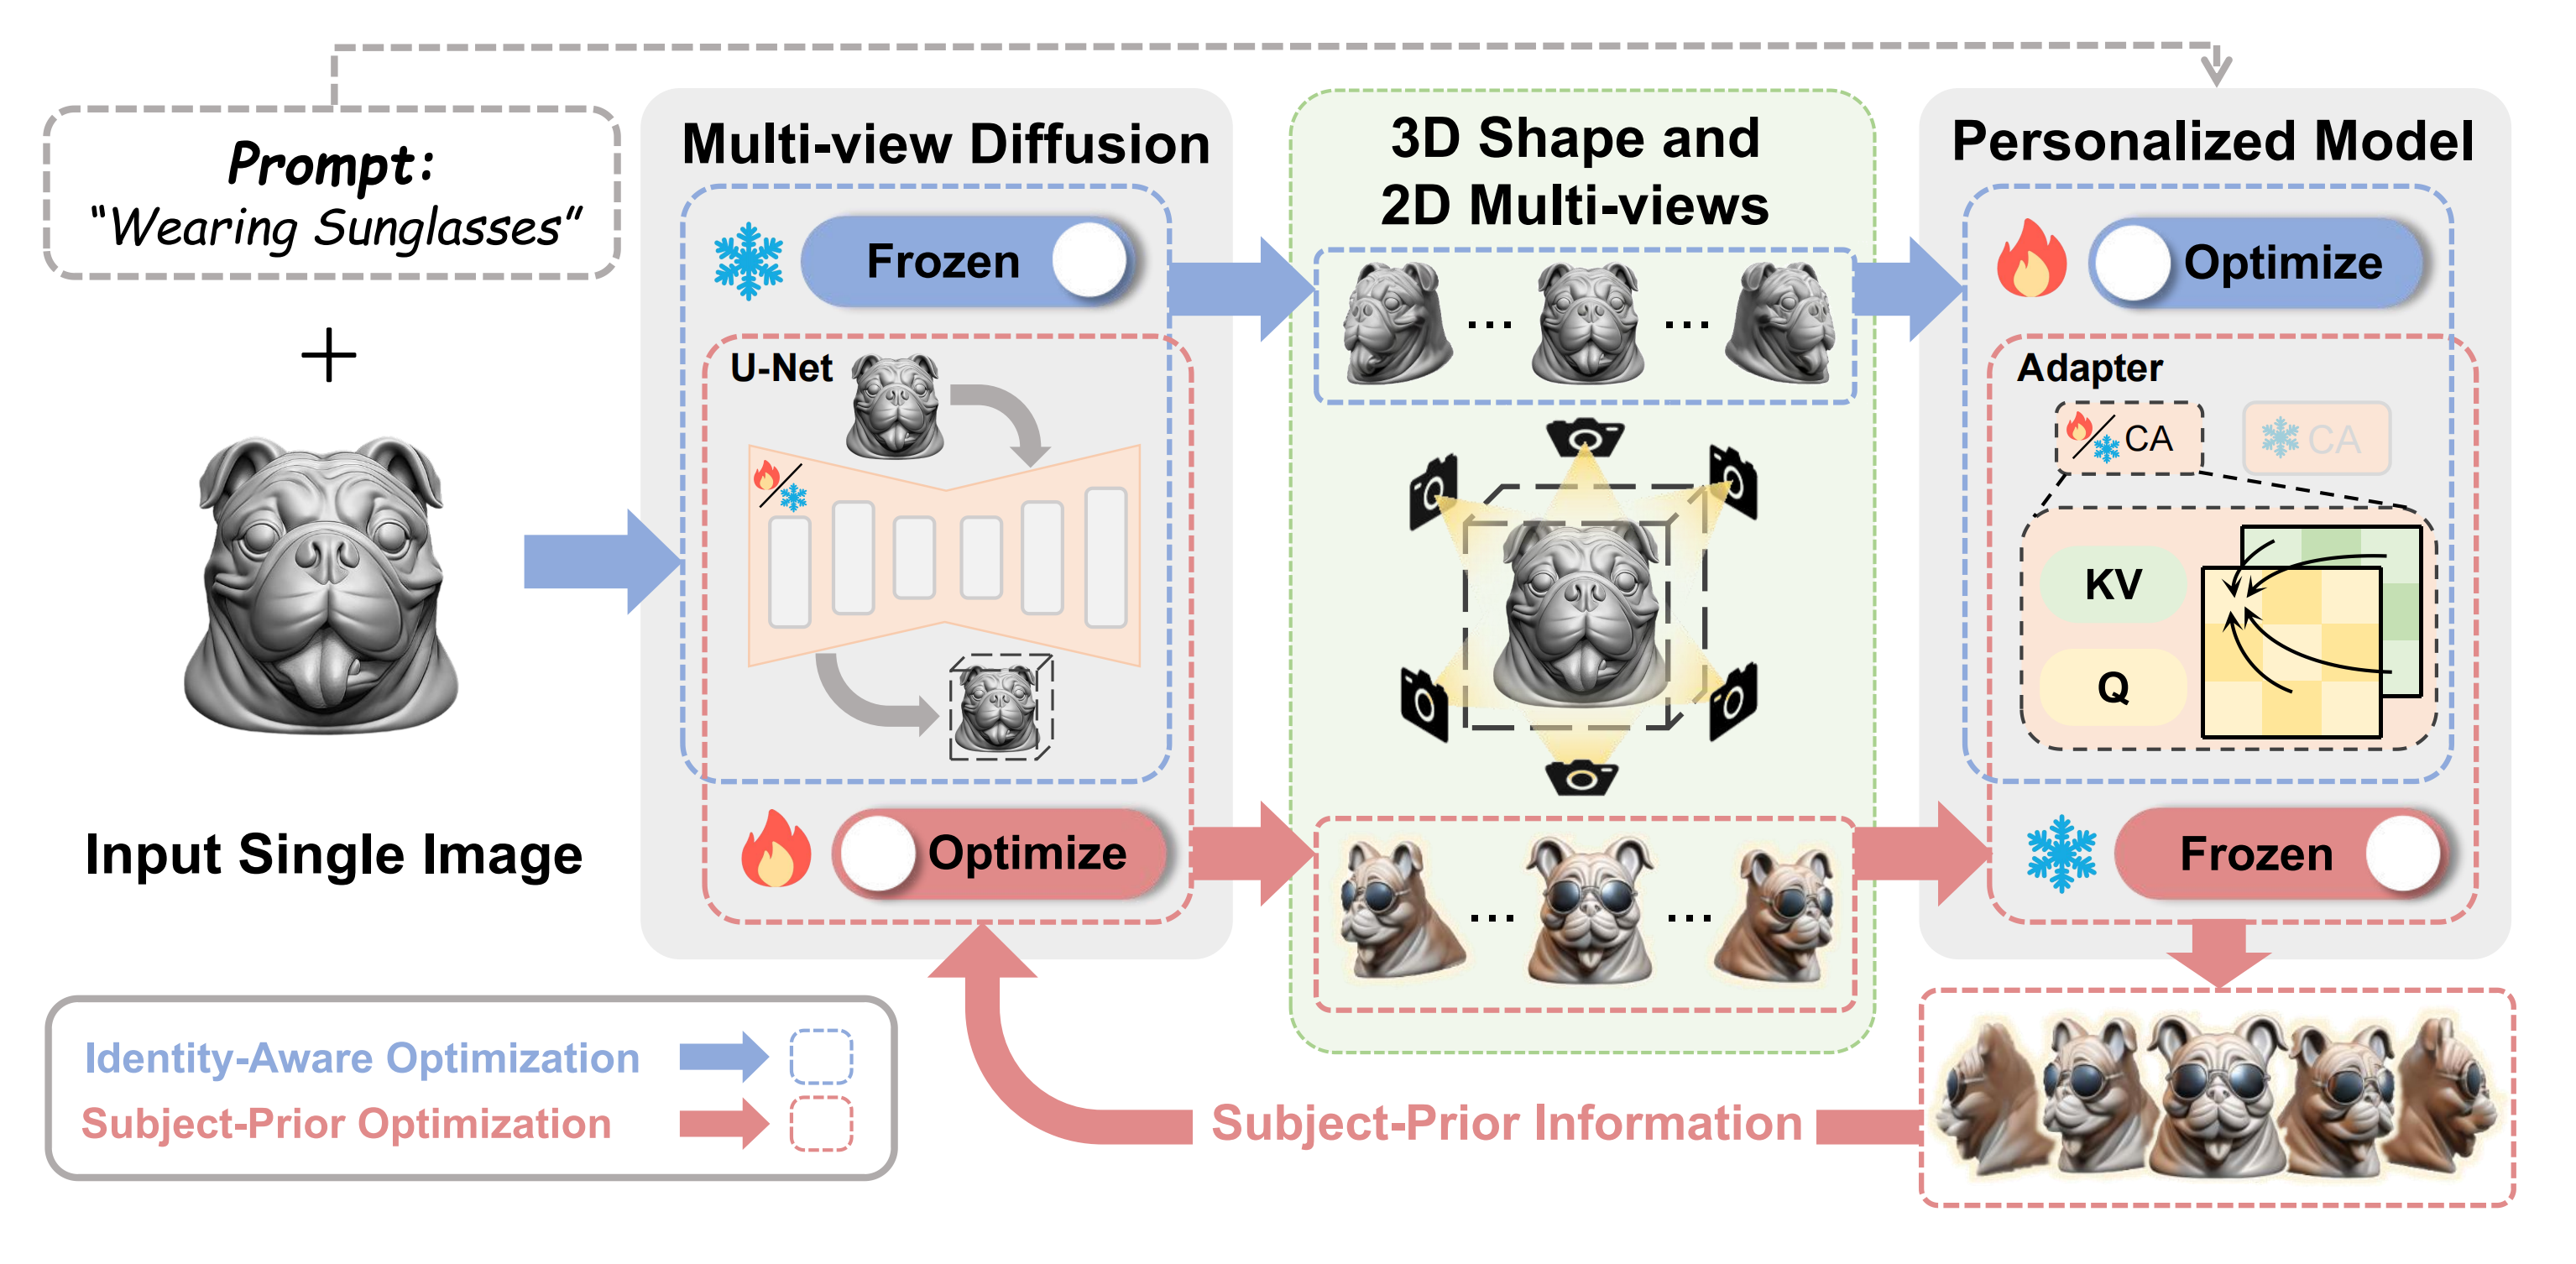 Prompt:
“Wearing Sunglasses”
Input Single Image
Multi-view Diffusion
Frozen
U-Net
Optimize
3D Shape and
2D Multi-views
...
...
...
...
Personalized Model
Optimize
Adapter
CA
CA
KV
Q
Frozen
Subject-Prior Information
Identity-Aware Optimization
Subject-Prior Optimization